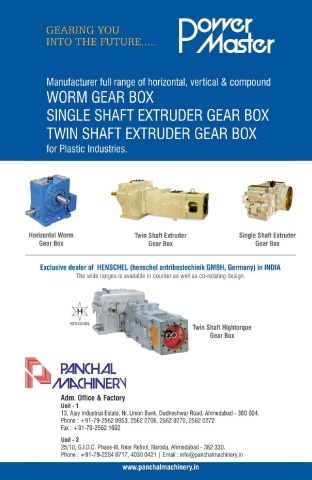 GEARING YOU
INTO THE FUTURE.....
Power
Master
Manufacturer full range of horizontal, vertical & compound
WORM GEAR BOX
SINGLE SHAFT EXTRUDER GEAR BOX
TWIN SHAFT EXTRUDER GEAR BOX
for Plastic Industries.
Horizontal Worm
Gear Box
Twin Shaft Extruder
Gear Box
Single Shaft Extruder
Gear Box
Exclusive dealer of HENSCHEL (henschel antribestechinik GMBH, Germany) in INDIA
The wide ranges is available in counter as well as co-rotating design.
HENSCHEL
Twin Shaft Hightorque
Gear Box
PANCHAL
MACHINERY
Adm. Office & Factory
Unit - 1
13, Ajay Industrial Estate, Nr. Union Bank, Dudheshwar Road, Ahmedabad - 380 004.
Phone : +91-79-2562 0953, 2562 2706, 2562 0270, 2562 0272
Fax : +91-79-2562 1602
Unit - 2
25/10, G.I.D.C. Phase-III, Near Refnol, Naroda, Ahmedabad - 382 330.
Phone : +91-79-2284 0717, 4030 0421 | Email : info@panchalmachinery.in
www.panchalmachinery.in